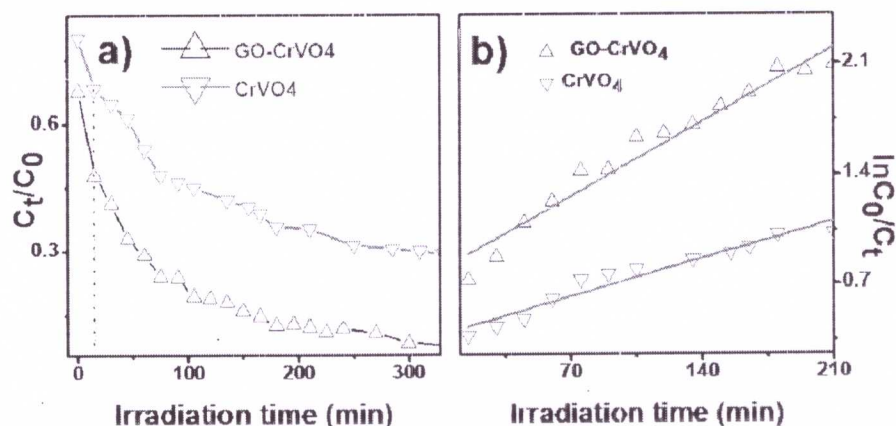 a)
GO-CrVO4
CrVO4
0.6
0.3
Ct/C0
0
100
200
300
Irradiation time (min)
b)
GO-CrVO4
CrVO4
2.1
1.4
0.7
lnC0/Ct
70
140
210
Irradiation time (min)